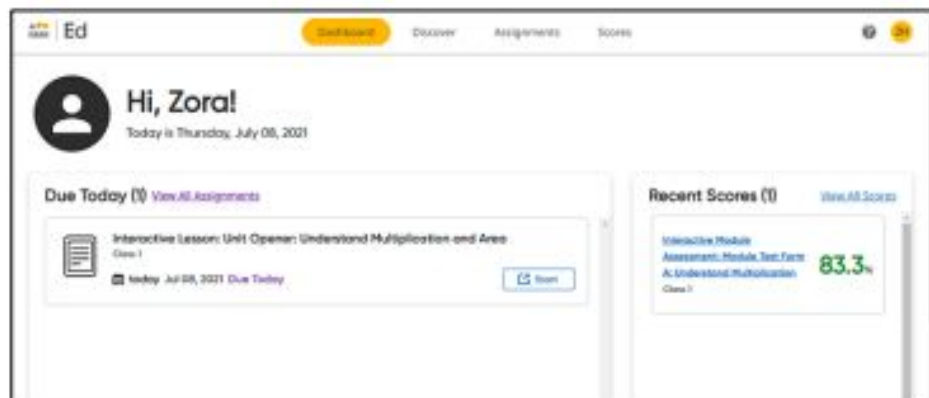 Ed
Dashboard
Discover
Assignments
Scores
Hi, Zora!
Today is Thursday, July 08, 2021
Due Today (1) View All Assignments
Interactive Lesson: Unit Opener: Understand Multiplication and Area
Class 1
today Jul 08, 2021 Due Today
Start
Recent Scores (1)
View All Scores
Interactive Module
Assessment: Module Test Form
A: Understand Multiplication
Class 1
83.3%